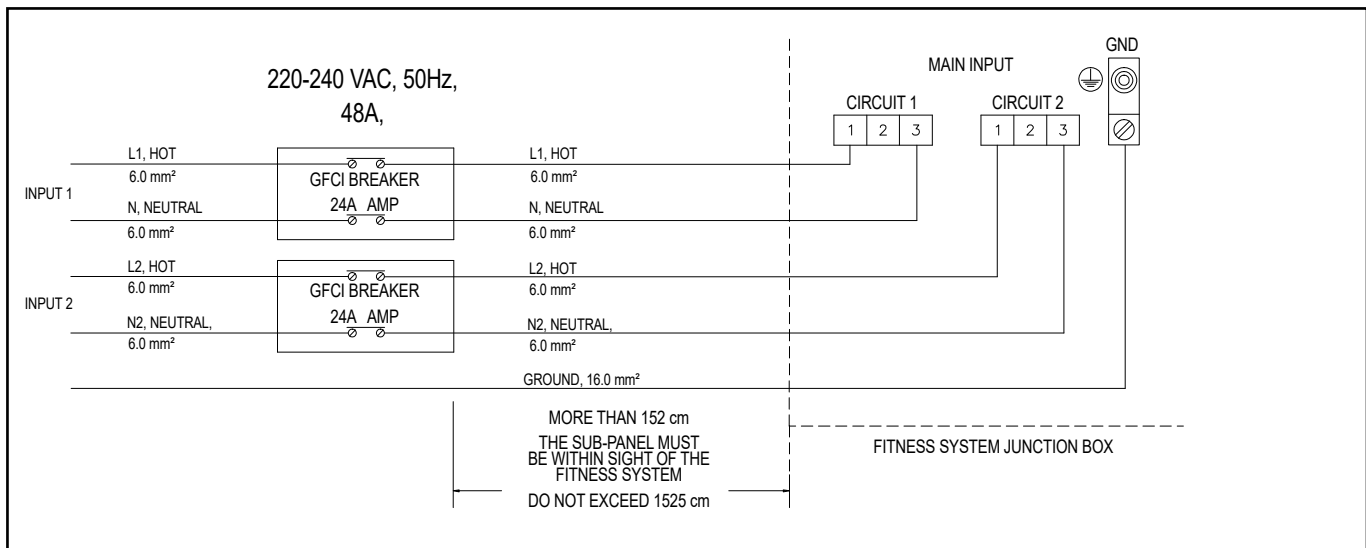 220-240 VAC, 50Hz,
48A,
MAIN INPUT
GND
CIRCUIT 1
1 2 3
CIRCUIT 2
1 2 3
INPUT 1
L1, HOT
6.0 mm²
N, NEUTRAL
6.0 mm²
GFCI BREAKER
24A AMP
L1, HOT
6.0 mm²
N, NEUTRAL
6.0 mm²
INPUT 2
L2, HOT
6.0 mm²
N2, NEUTRAL,
6.0 mm²
GFCI BREAKER
24A AMP
L2, HOT
6.0 mm²
N2, NEUTRAL,
6.0 mm²
GROUND, 16.0 mm²
MORE THAN 152 cm
THE SUB-PANEL MUST
BE WITHIN SIGHT OF THE
FITNESS SYSTEM
DO NOT EXCEED 1525 cm
FITNESS SYSTEM JUNCTION BOX